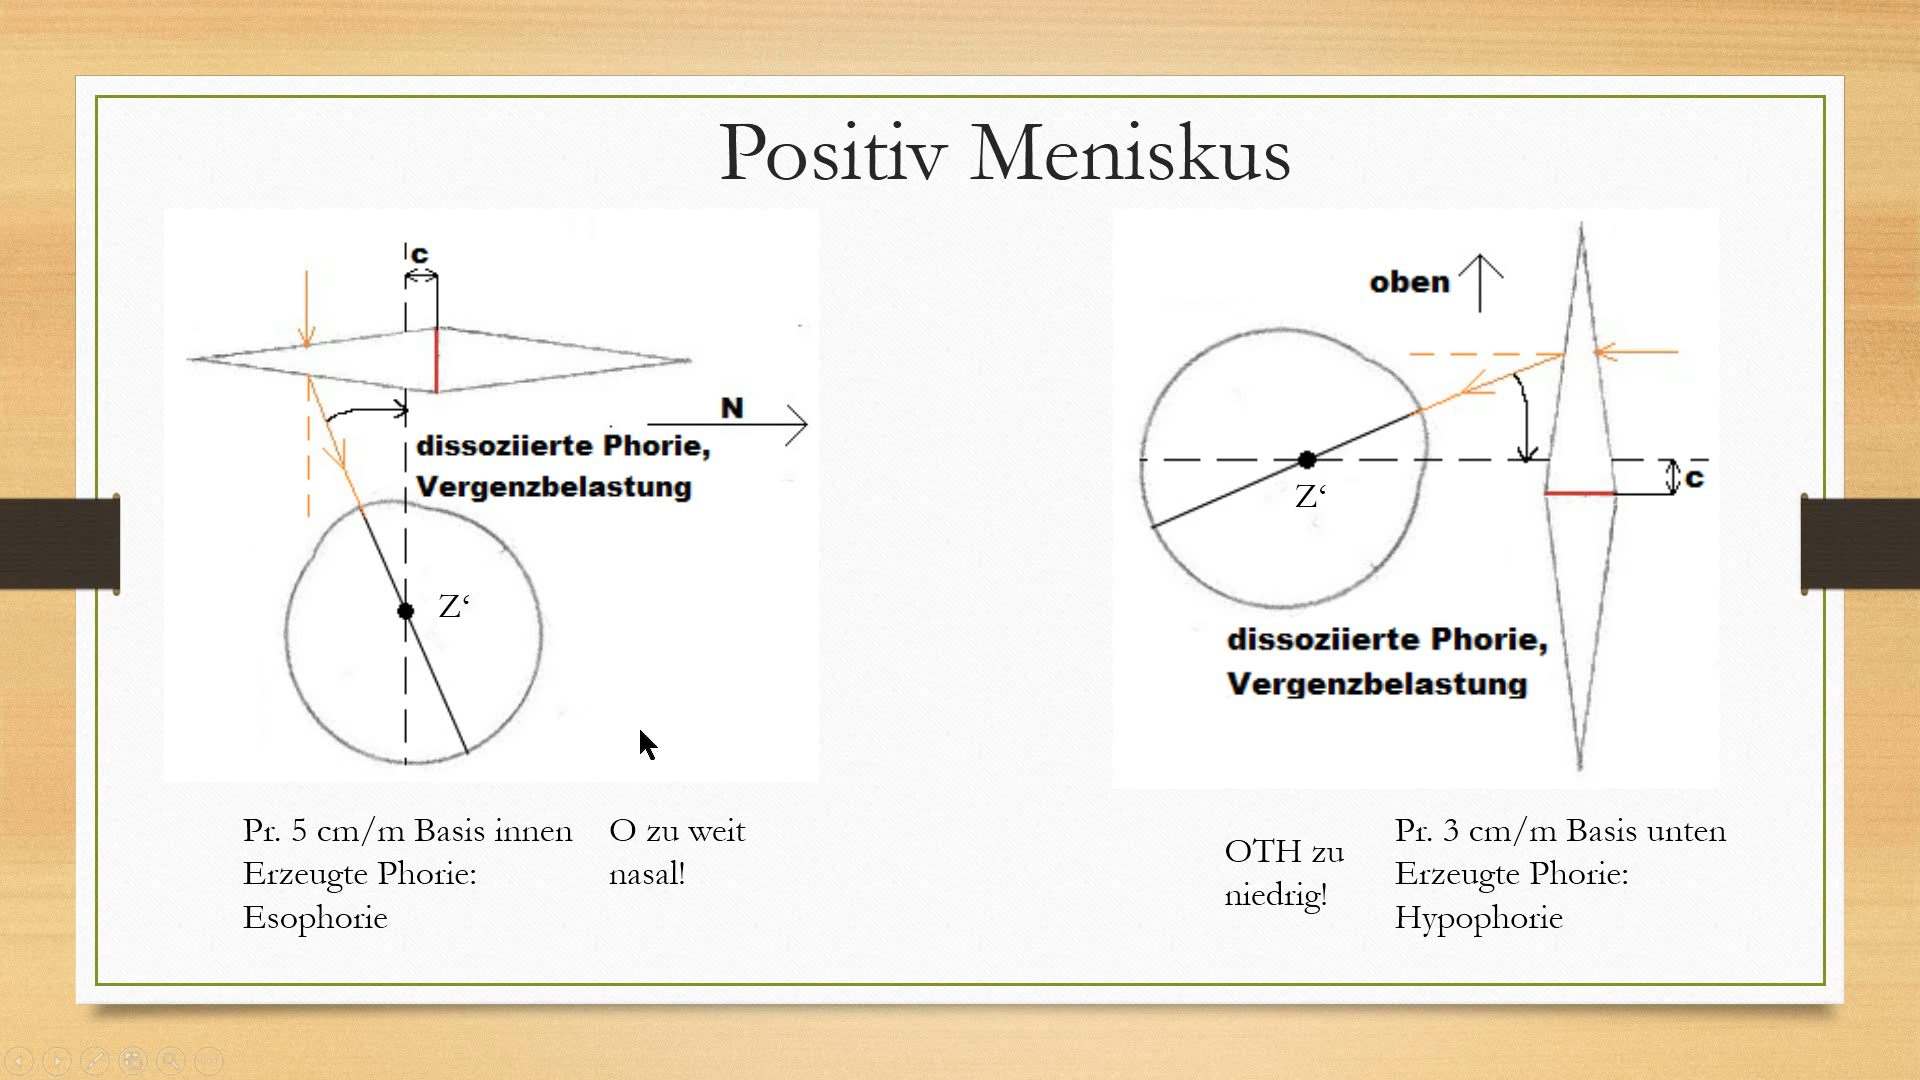 Positiv Meniskus
c
N
dissoziierte Phorie,
Vergenzbelastung
Z‘
Pr. 5 cm/m Basis innen
Erzeugte Phorie:
Esophorie
O zu weit
nasal!
oben
c
Z‘
dissoziierte Phorie,
Vergenzbelastung
OTH zu
niedrig!
Pr. 3 cm/m Basis unten
Erzeugte Phorie:
Hypophorie